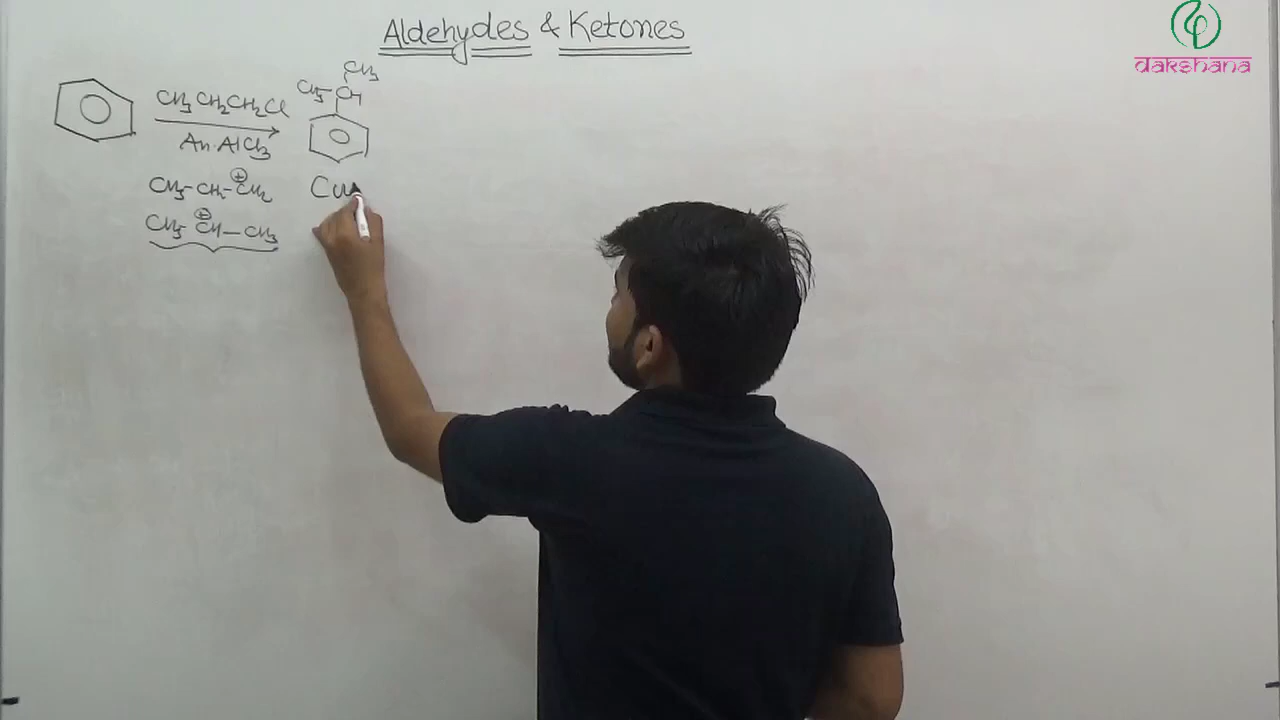 Aldehydes & Ketones
dakshana
CH3
CH3-CH
CH3CH2CH2Cl
An·AlCl3
CH3-CH2-CH2 ⊕
Cu
CH3-CH-CH3 ⊕